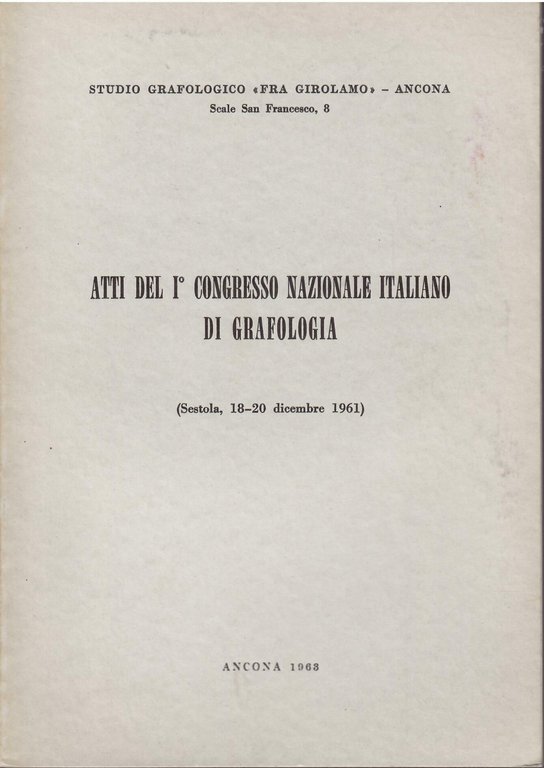 STUDIO GRAFOLOGICO «FRA GIROLAMO» – ANCONA
Scale San Francesco, 8
ATTI DEL I° CONGRESSO NAZIONALE ITALIANO
DI GRAFOLOGIA
(Sestola, 18–20 dicembre 1961)
ANCONA 1963